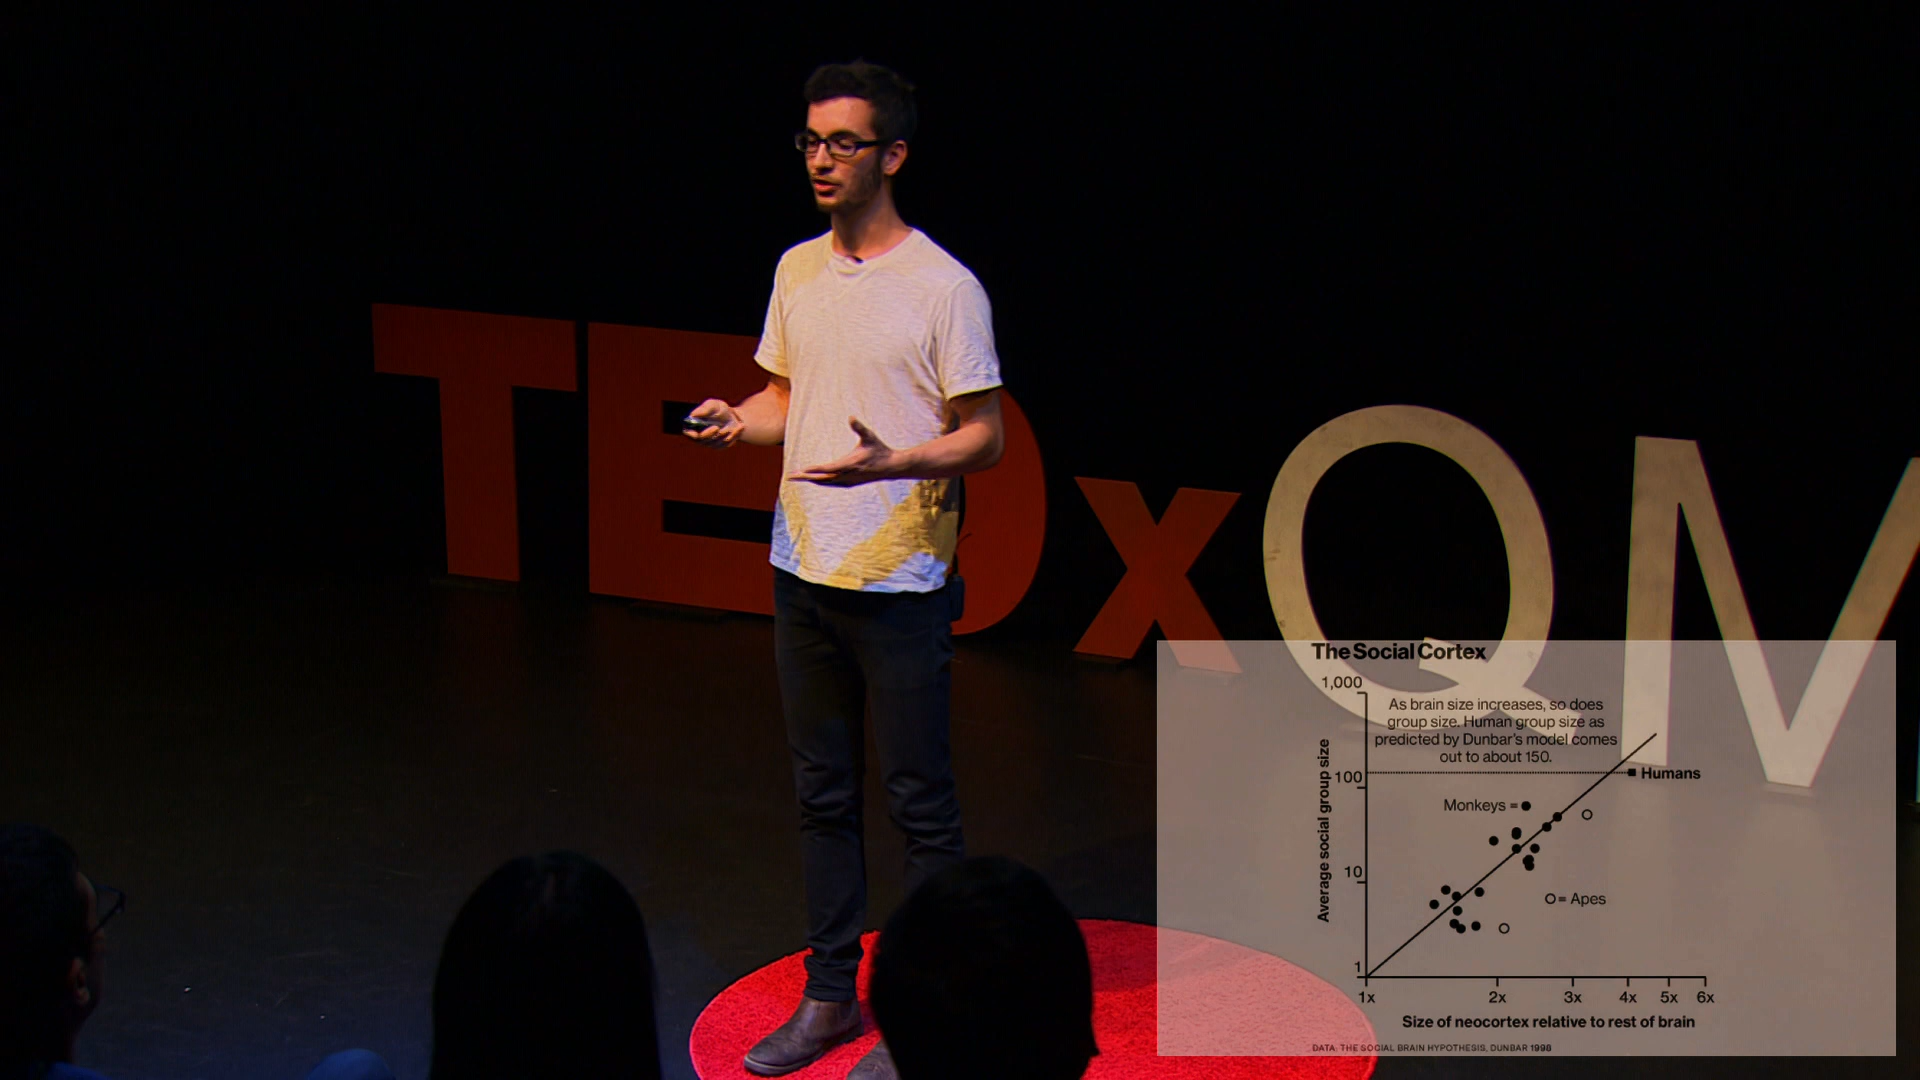 TEDxQM
The Social Cortex
1,000
As brain size increases, so does
group size. Human group size as
predicted by Dunbar's model comes
out to about 150.
100
Humans
Monkeys =
10
= Apes
1
1x 2x 3x 4x 5x 6x
Average social group size
Size of neocortex relative to rest of brain
DATA: THE SOCIAL BRAIN HYPOTHESIS, DUNBAR 1998